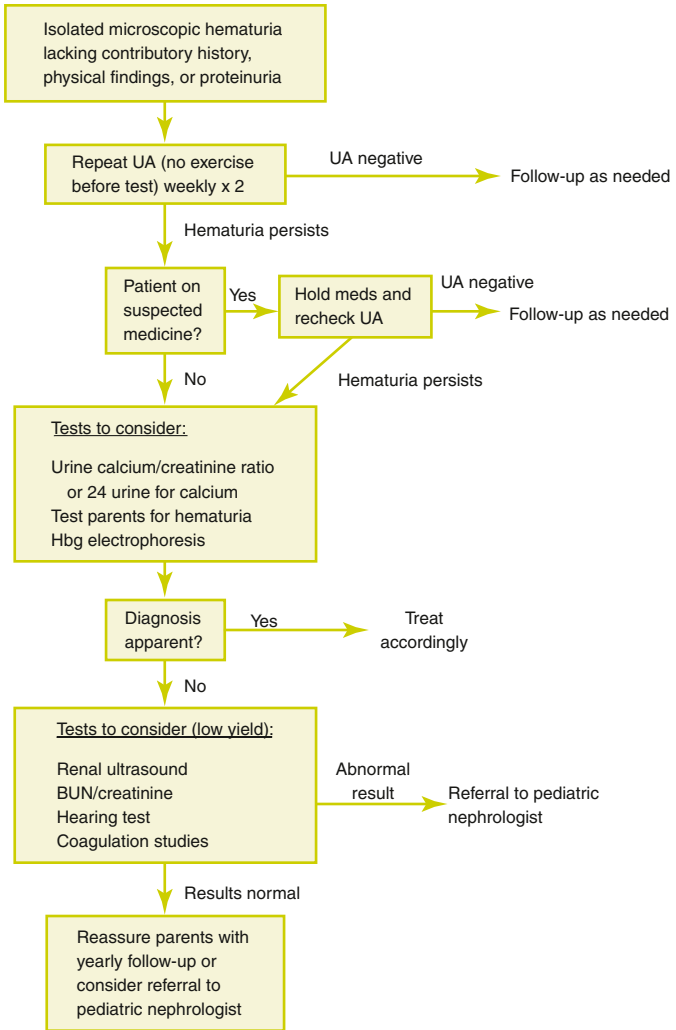 Isolated microscopic hematuria
lacking contributory history,
physical findings, or proteinuria
Repeat UA (no exercise
before test) weekly x 2
UA negative
Follow-up as needed
Hematuria persists
Patient on
suspected
medicine?
Yes
Hold meds and
recheck UA
UA negative
Follow-up as needed
No
Hematuria persists
Tests to consider:
Urine calcium/creatinine ratio
or 24 urine for calcium
Test parents for hematuria
Hbg electrophoresis
Diagnosis
apparent?
Yes
Treat
accordingly
No
Tests to consider (low yield):
Renal ultrasound
BUN/creatinine
Hearing test
Coagulation studies
Abnormal
result
Referral to pediatric
nephrologist
Results normal
Reassure parents with
yearly follow-up or
consider referral to
pediatric nephrologist